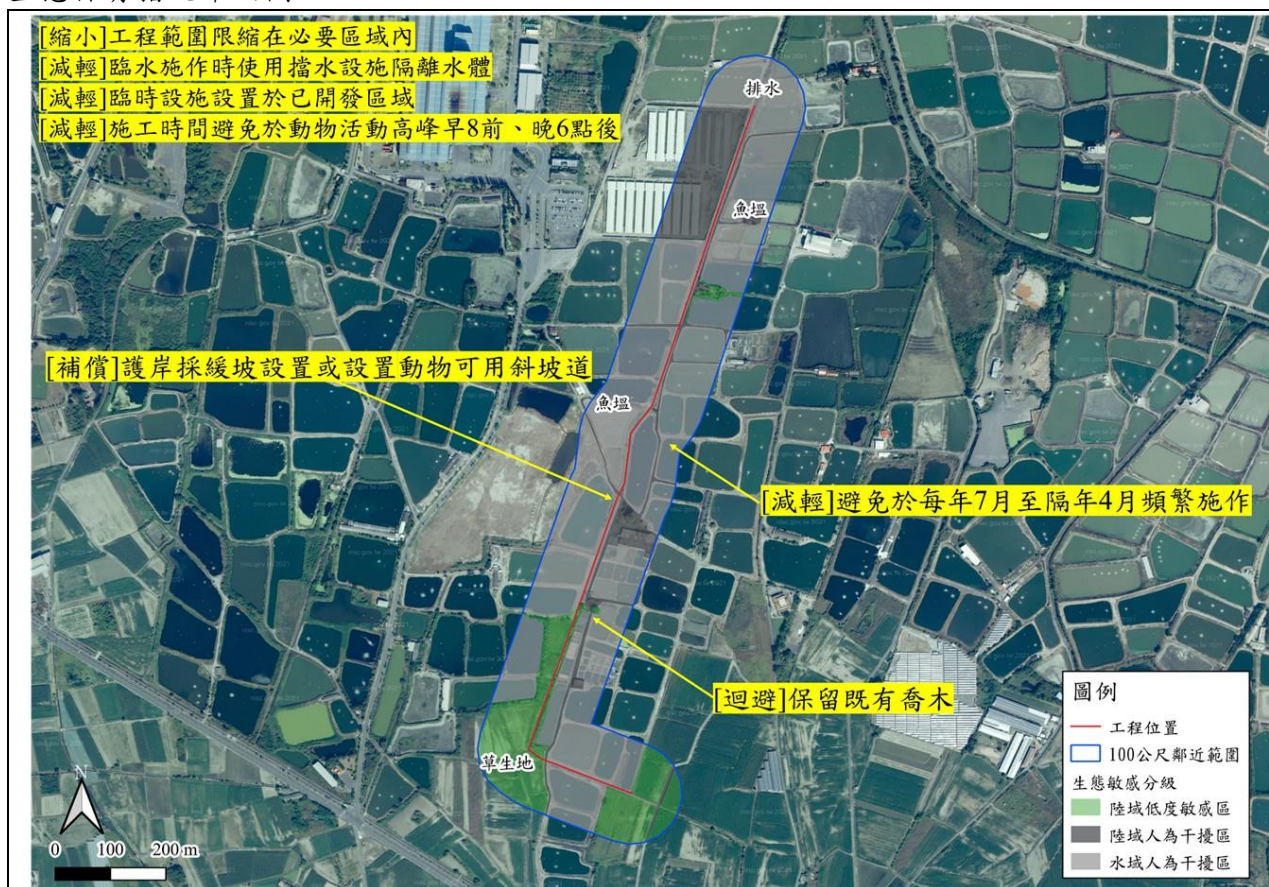 [縮小]工程範圍限縮在必要區域內
[減輕]臨水施作時使用擋水設施隔離水體
[減輕]臨時設施設置於已開發區域
[減輕]施工時間避免於動物活動高峰早8前、晚6點後
排水
魚塭
[補償]護岸採緩坡設置或設置動物可用斜坡道
魚塭
[減輕]避免於每年7月至隔年4月頻繁施作
[迴避]保留既有喬木
草生地
N
0 100 200 m
圖例
工程位置
100公尺鄰近範圍
生態敏感分級
陸域低度敏感區
陸域人為干擾區
水域人為干擾區